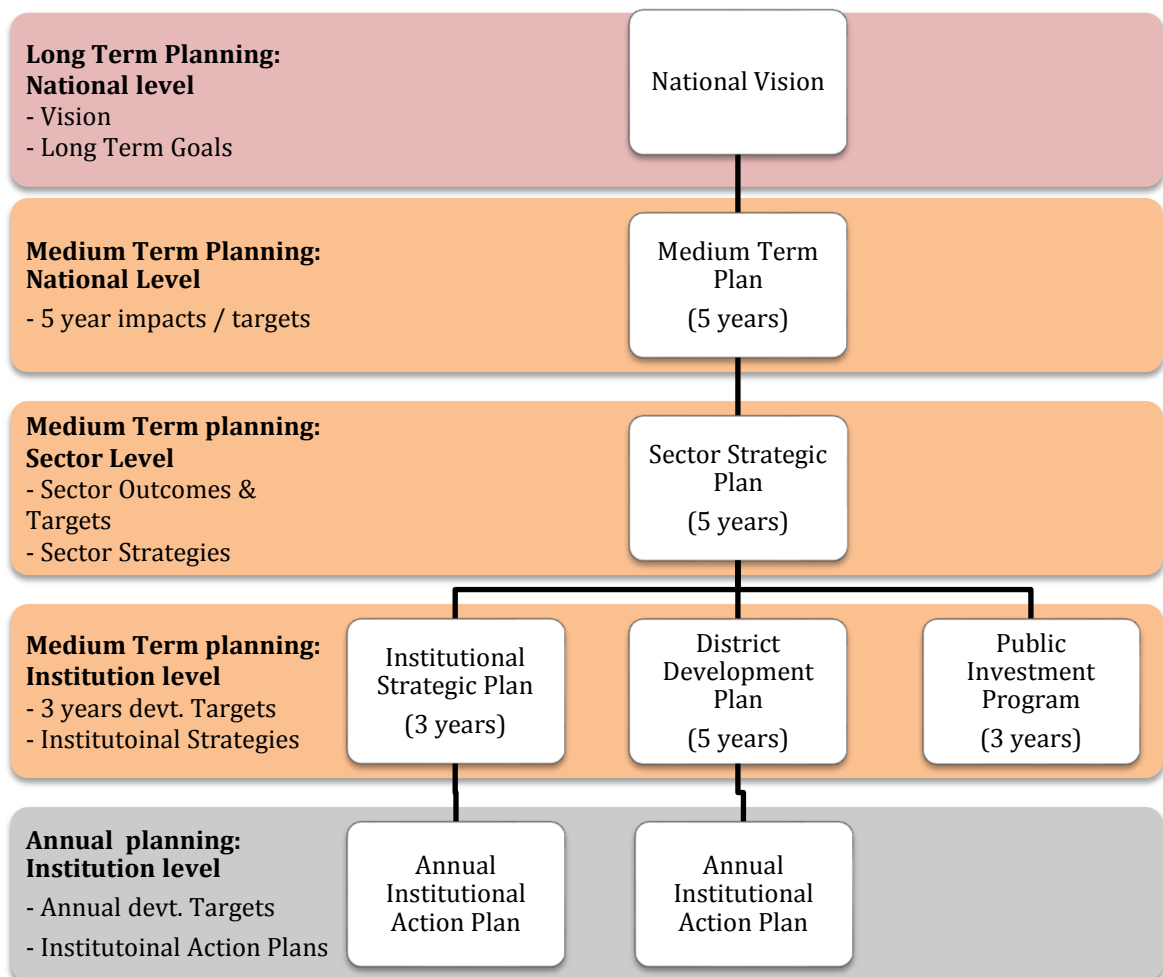 Long Term Planning:
National level
- Vision
- Long Term Goals
National Vision
Medium Term Planning:
National Level
- 5 year impacts / targets
Medium Term
Plan
(5 years)
Medium Term planning:
Sector Level
- Sector Outcomes &
Targets
- Sector Strategies
Sector Strategic
Plan
(5 years)
Medium Term planning:
Institution level
- 3 years devt. Targets
- Institutoinal Strategies
Institutional
Strategic Plan
(3 years)
District
Development
Plan
(5 years)
Public
Investment
Program
(3 years)
Annual  planning:
Institution level
- Annual devt. Targets
- Institutoinal Action Plans
Annual
Institutional
Action Plan
Annual
Institutional
Action Plan